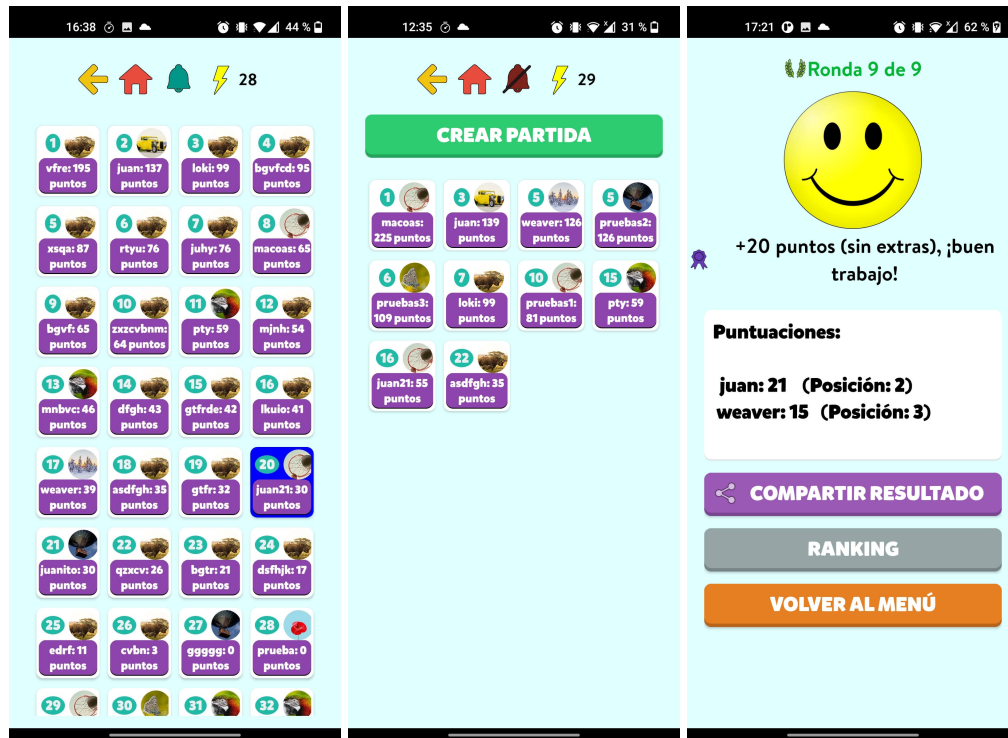 16:38
44 %
28
1
2
3
4
vfre: 195 puntos
juan: 137 puntos
loki: 99 puntos
bgvfcd: 95 puntos
5
6
7
8
xsqa: 87 puntos
rtyu: 76 puntos
juhy: 76 puntos
macoas: 65 puntos
9
10
11
12
bgvf: 65 puntos
zxzcvbnm: 64 puntos
pty: 59 puntos
mjnh: 54 puntos
13
14
15
16
mnbvc: 46 puntos
dfgh: 43 puntos
gtfrde: 42 puntos
lkuio: 41 puntos
17
18
19
20
weaver: 39 puntos
asdfgh: 35 puntos
gtfr: 32 puntos
juan21: 30 puntos
21
22
23
24
juanito: 30 puntos
qzxcv: 26 puntos
bgtr: 21 puntos
dsfhjk: 17 puntos
25
26
27
28
edrf: 11 puntos
cvbn: 3 puntos
ggggg: 0 puntos
prueba: 0 puntos
29
30
31
32
12:35
31 %
29
CREAR PARTIDA
1
3
5
5
macoas: 225 puntos
juan: 139 puntos
weaver: 126 puntos
pruebas2: 126 puntos
6
7
10
15
pruebas3: 109 puntos
loki: 99 puntos
pruebas1: 81 puntos
pty: 59 puntos
16
22
juan21: 55 puntos
asdfgh: 35 puntos
17:21
62 %
Ronda 9 de 9
+20 puntos (sin extras), ¡buen
trabajo!
Puntuaciones:
juan: 21 (Posición: 2)
weaver: 15 (Posición: 3)
COMPARTIR RESULTADO
RANKING
VOLVER AL MENÚ